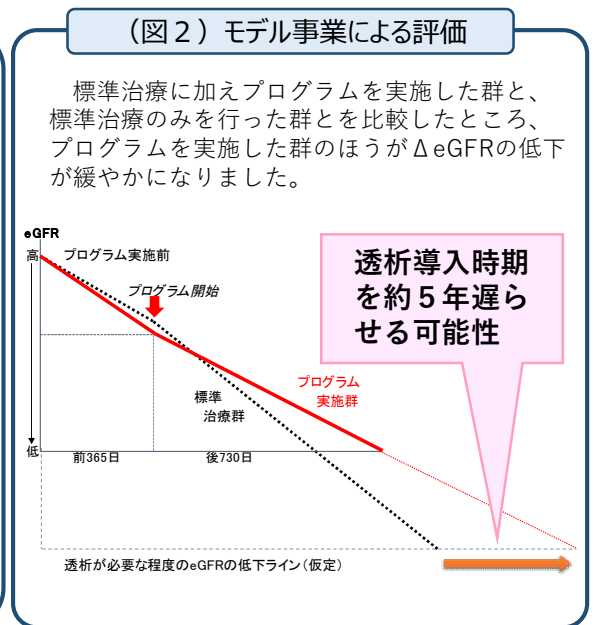 （図２）モデル事業による評価
標準治療に加えプログラムを実施した群と、
標準治療のみを行った群とを比較したところ、
プログラムを実施した群のほうがΔeGFRの低下
が緩やかになりました。
eGFR
高
プログラム実施前
プログラム開始
透析導入時期
を約５年遅ら
せる可能性
プログラム
実施群
標準
治療群
低
前365日
後730日
透析が必要な程度のeGFRの低下ライン（仮定）